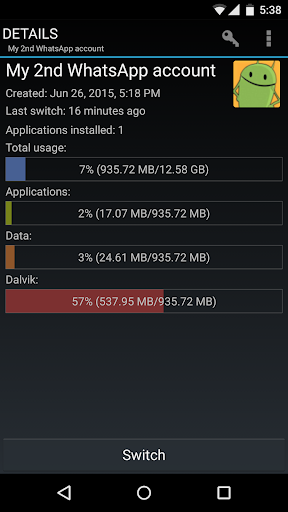 5:38
DETAILS
My 2nd WhatsApp account
My 2nd WhatsApp account
Created: Jun 26, 2015, 5:18 PM
Last switch: 16 minutes ago
Applications installed: 1
Total usage:
7% (935.72 MB/12.58 GB)
Applications:
2% (17.07 MB/935.72 MB)
Data:
3% (24.61 MB/935.72 MB)
Dalvik:
57% (537.95 MB/935.72 MB)
Switch